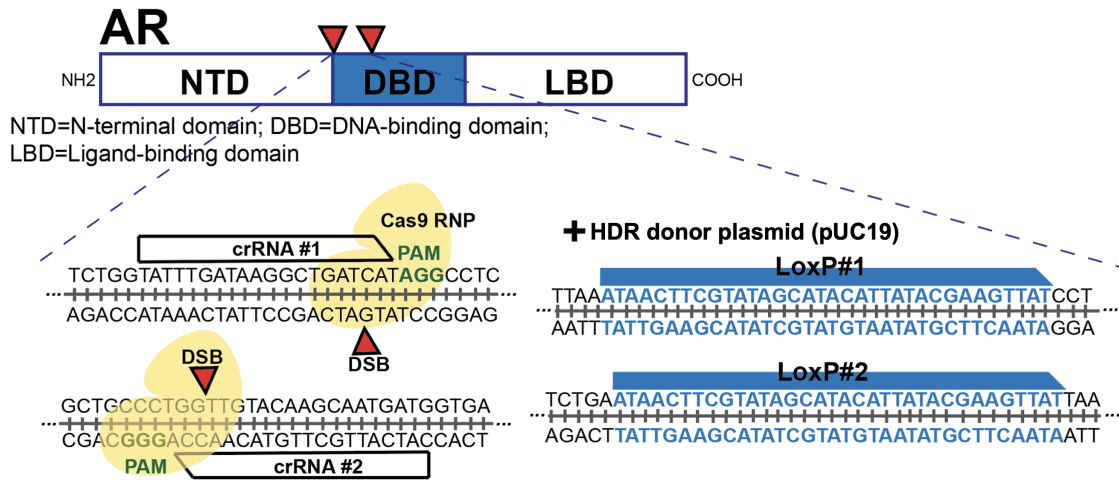 AR
NH2 NTD DBD LBD COOH
NTD=N-terminal domain; DBD=DNA-binding domain;
LBD=Ligand-binding domain
Cas9 RNP
crRNA #1 PAM
TCTGGTATTTGATAAGGCTGATCATAGGCCTC
... ...
AGACCATAAACTATTCCGACTAGTATCCGGAG
DSB
DSB
GCTGCCCTGGTTGTACAAGCAATGATGGTGA
... ...
CGACGGGACCAACATGTTCGTTACTACCACT
PAM crRNA #2
+ HDR donor plasmid (pUC19)
LoxP#1
TTAAATAACTTCGTATAGCATACATTATACGAAGTTATCCT
... ...
AATTTATTGAAGCATATCGTATGTAATATGCTTCAATAGGA
LoxP#2
TCTGAATAACTTCGTATAGCATACATTATACGAAGTTATTAA
... ...
AGACTTATTGAAGCATATCGTATGTAATATGCTTCAATAATT